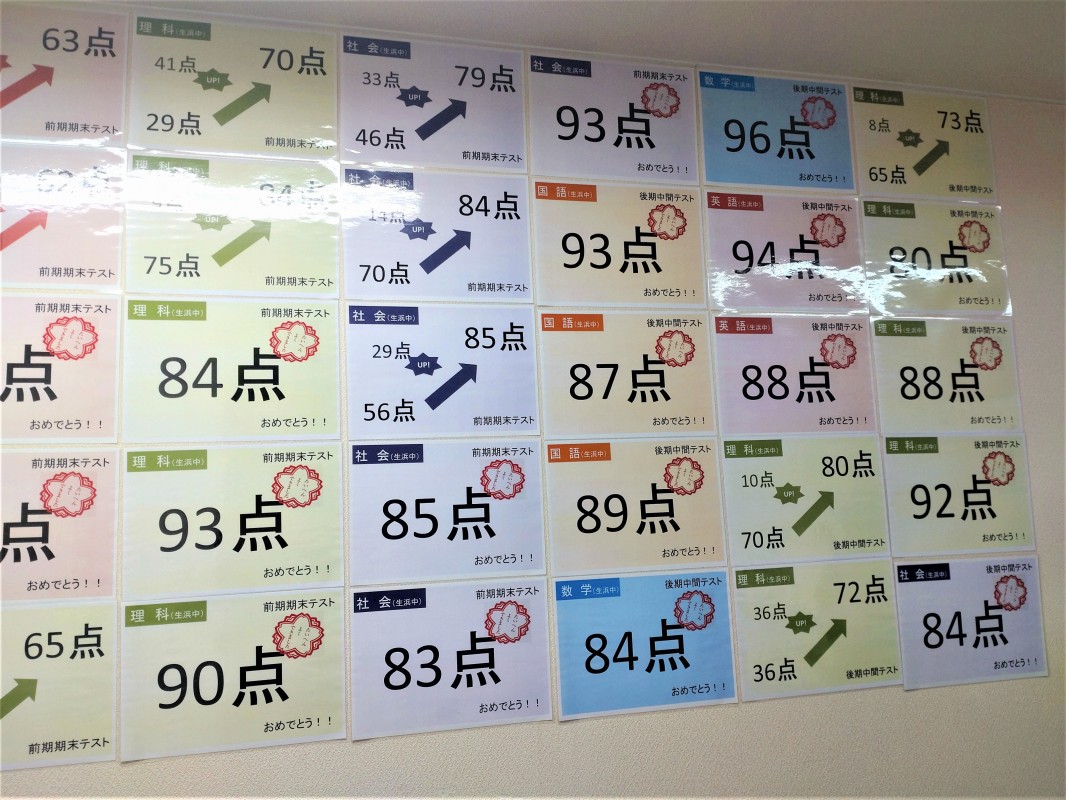 63点
前期期末テスト
理 科(生浜中)
41点
UP!
70点
29点
前期期末テスト
社 会(生浜中)
33点
UP!
79点
46点
前期期末テスト
社 会(生浜中)
前期期末テスト
93点
おめでとう！！
数 学(生浜中)
後期中間テスト
96点
おめでとう！！
理 科(生浜中)
8点
UP!
73点
65点
後期中間テスト
前期期末テスト
理 科
UP!
75点
前期期末テスト
社 会(生浜中)
14点
UP!
84点
70点
前期期末テスト
国 語(生浜中)
後期中間テスト
93点
おめでとう！！
英 語(生浜中)
後期中間テスト
94点
おめでとう！！
理 科(生浜中)
後期中間テスト
80点
おめでとう！！
前期期末テスト
点
おめでとう！！
理 科(生浜中)
前期期末テスト
84点
おめでとう！！
社 会(生浜中)
29点
UP!
85点
56点
前期期末テスト
国 語(生浜中)
後期中間テスト
87点
おめでとう！！
英 語(生浜中)
後期中間テスト
88点
おめでとう！！
理 科(生浜中)
後期中間テスト
88点
おめでとう！！
前期期末テスト
点
おめでとう！！
理 科(生浜中)
前期期末テスト
93点
おめでとう！！
社 会(生浜中)
前期期末テスト
85点
おめでとう！！
国 語(生浜中)
後期中間テスト
89点
おめでとう！！
理 科(生浜中)
10点
UP!
80点
70点
後期中間テスト
理 科(生浜中)
後期中間テスト
92点
おめでとう！！
65点
前期期末テスト
理 科(生浜中)
前期期末テスト
90点
おめでとう！！
社 会(生浜中)
前期期末テスト
83点
おめでとう！！
数 学(生浜中)
後期中間テスト
84点
おめでとう！！
理 科(生浜中)
36点
UP!
72点
36点
後期中間テスト
社 会(生浜中)
後期中間テスト
84点
おめでとう！！